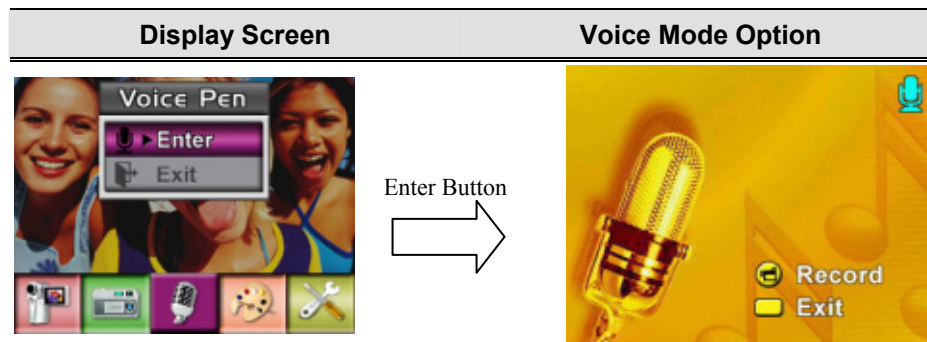 Display Screen Voice Mode Option
Voice Pen
Enter
Exit
Enter Button
Record
Exit